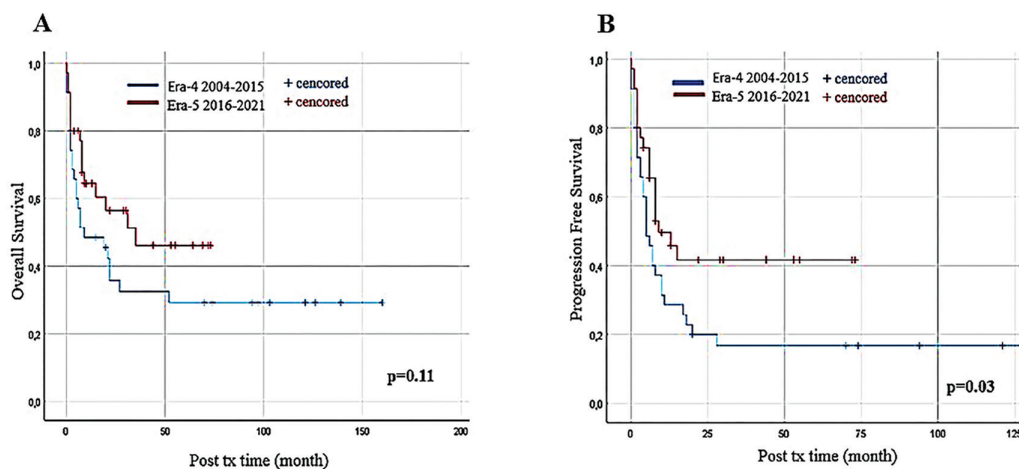 A
B
Era-4 2004-2015 + cencored
Era-5 2016-2021 + cencored
Era-4 2004-2015 + cencored
Era-5 2016-2021 + cencored
Overall Survival
1,0
0,8
0,6
0,4
0,2
0,0
p=0.11
0 50 100 150 200
Post tx time (month)
Progression Free Survival
1,0
0,8
0,6
0,4
0,2
0,0
p=0.03
0 25 50 75 100 125
Post tx time (month)